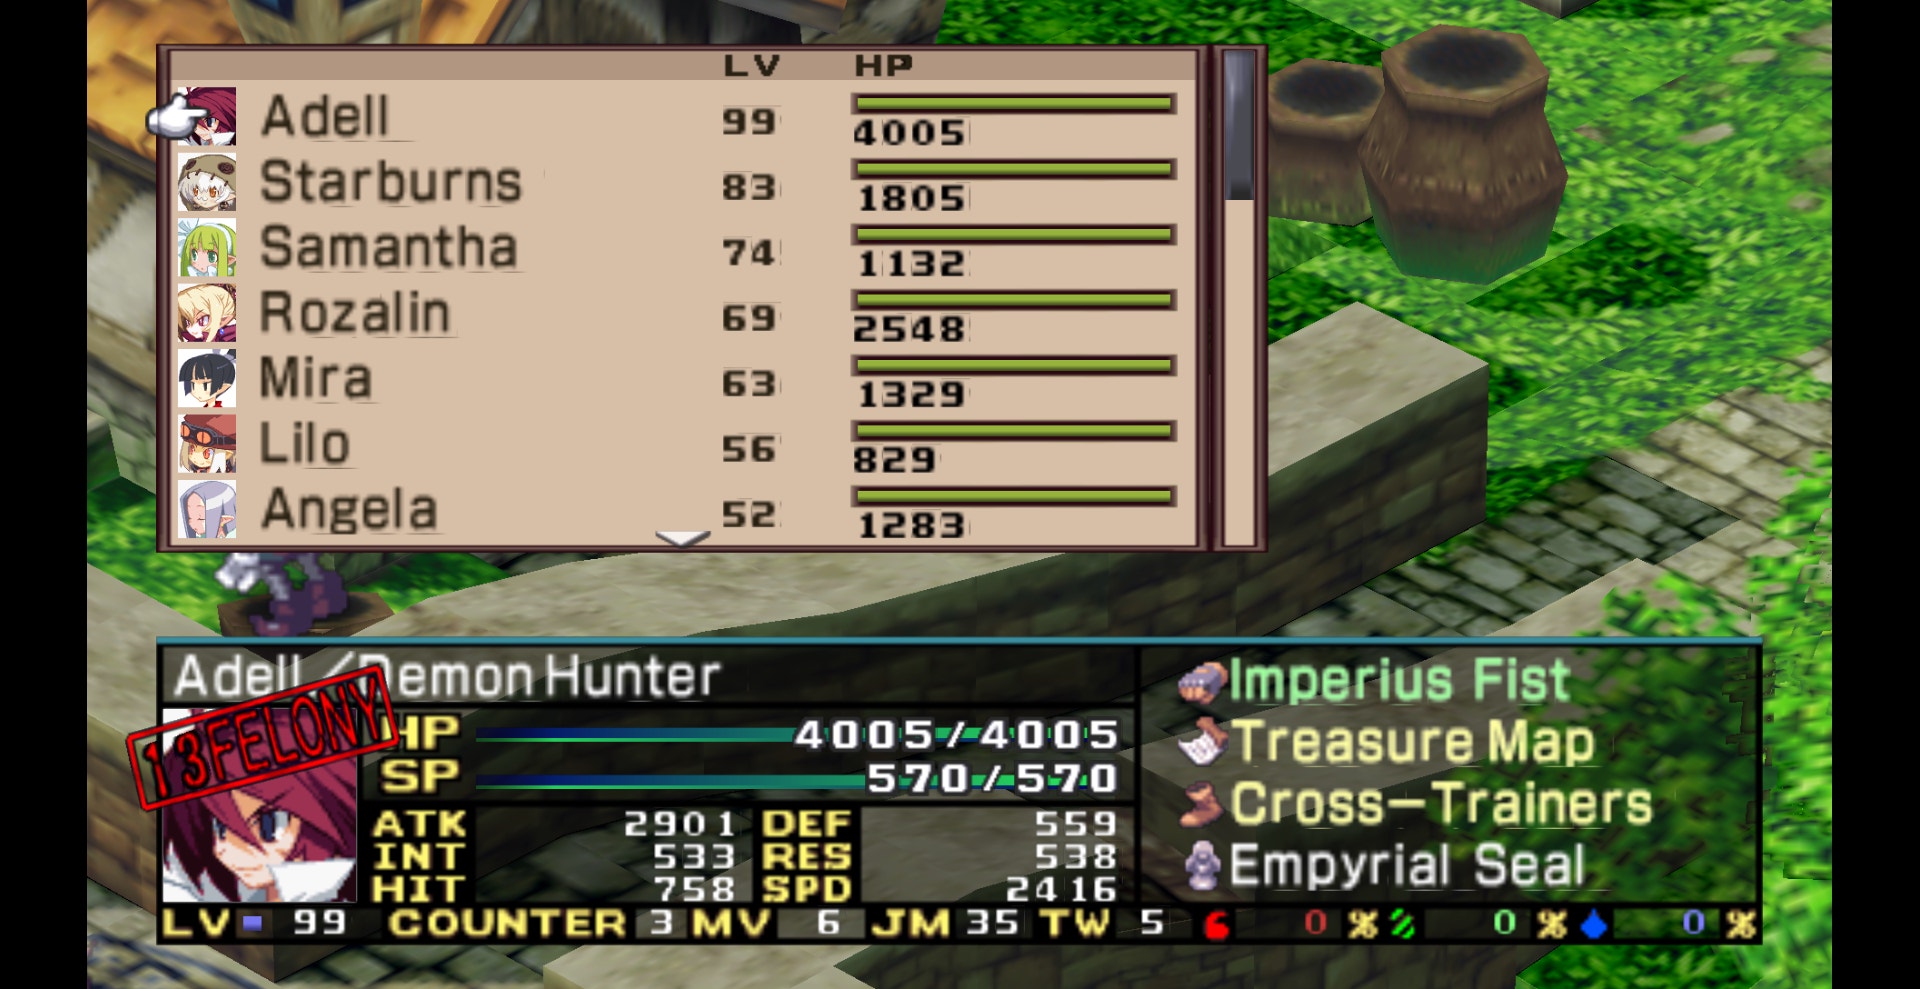 LV HP
Adell 99 4005
Starburns 83 1805
Samantha 74 1132
Rozalin 69 2548
Mira 63 1329
Lilo 56 829
Angela 52 1283
Adell／Demon Hunter
13FELONY
HP 4005/4005
SP 570/570
ATK 2901 DEF 559
INT 533 RES 538
HIT 758 SPD 2416
LV 99 COUNTER 3 MV 6 JM 35 TW 5 0 % 0 % 0 %
Imperius Fist
Treasure Map
Cross-Trainers
Empyrial Seal